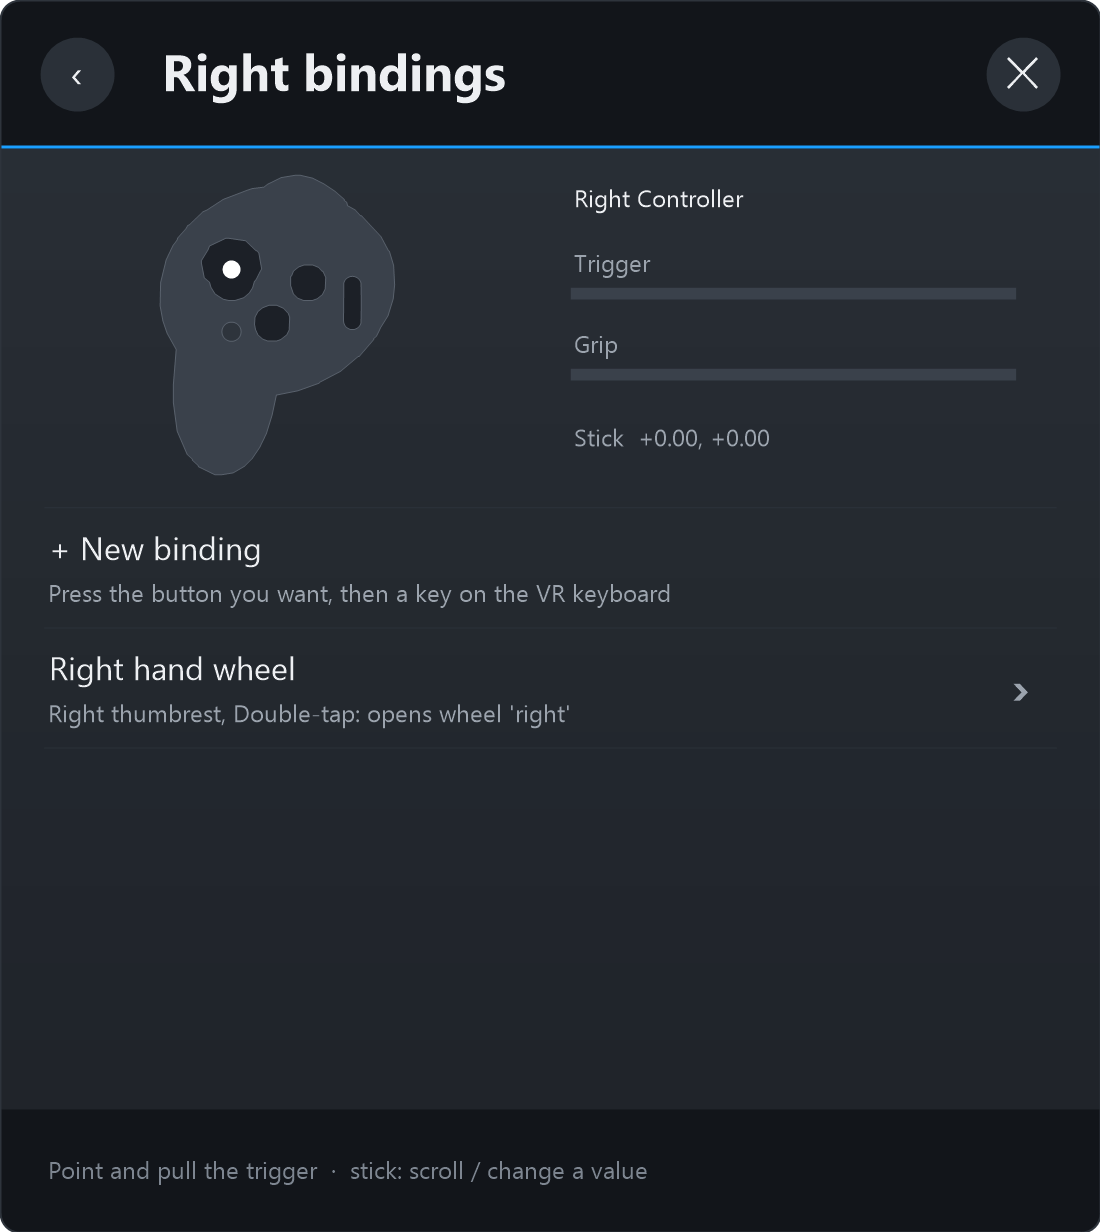 Right bindings
Right Controller
Trigger
Grip
Stick +0.00, +0.00
+ New binding
Press the button you want, then a key on the VR keyboard
Right hand wheel
Right thumbrest, Double-tap: opens wheel 'right'
Point and pull the trigger · stick: scroll / change a value